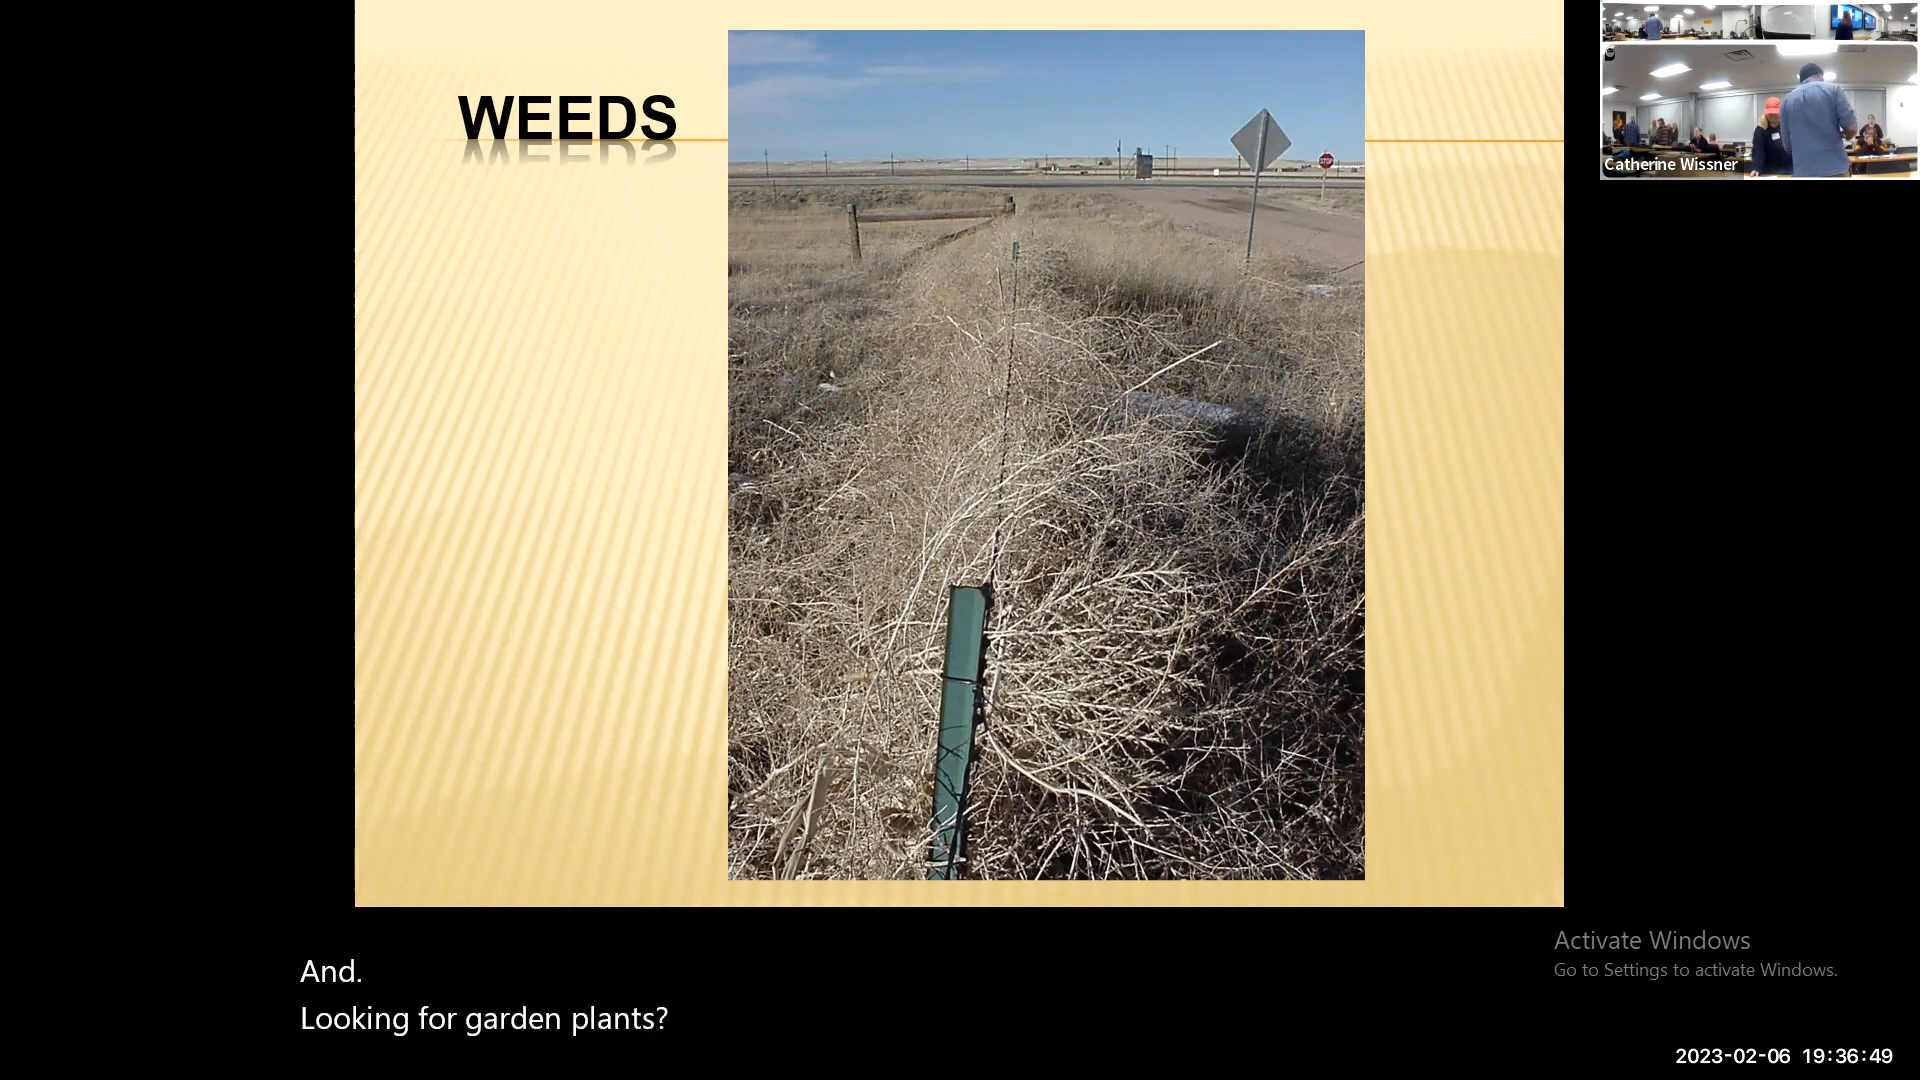 WEEDS
STOP
Catherine Wissner
And.
Looking for garden plants?
Activate Windows
Go to Settings to activate Windows.
2023-02-06 19:36:49